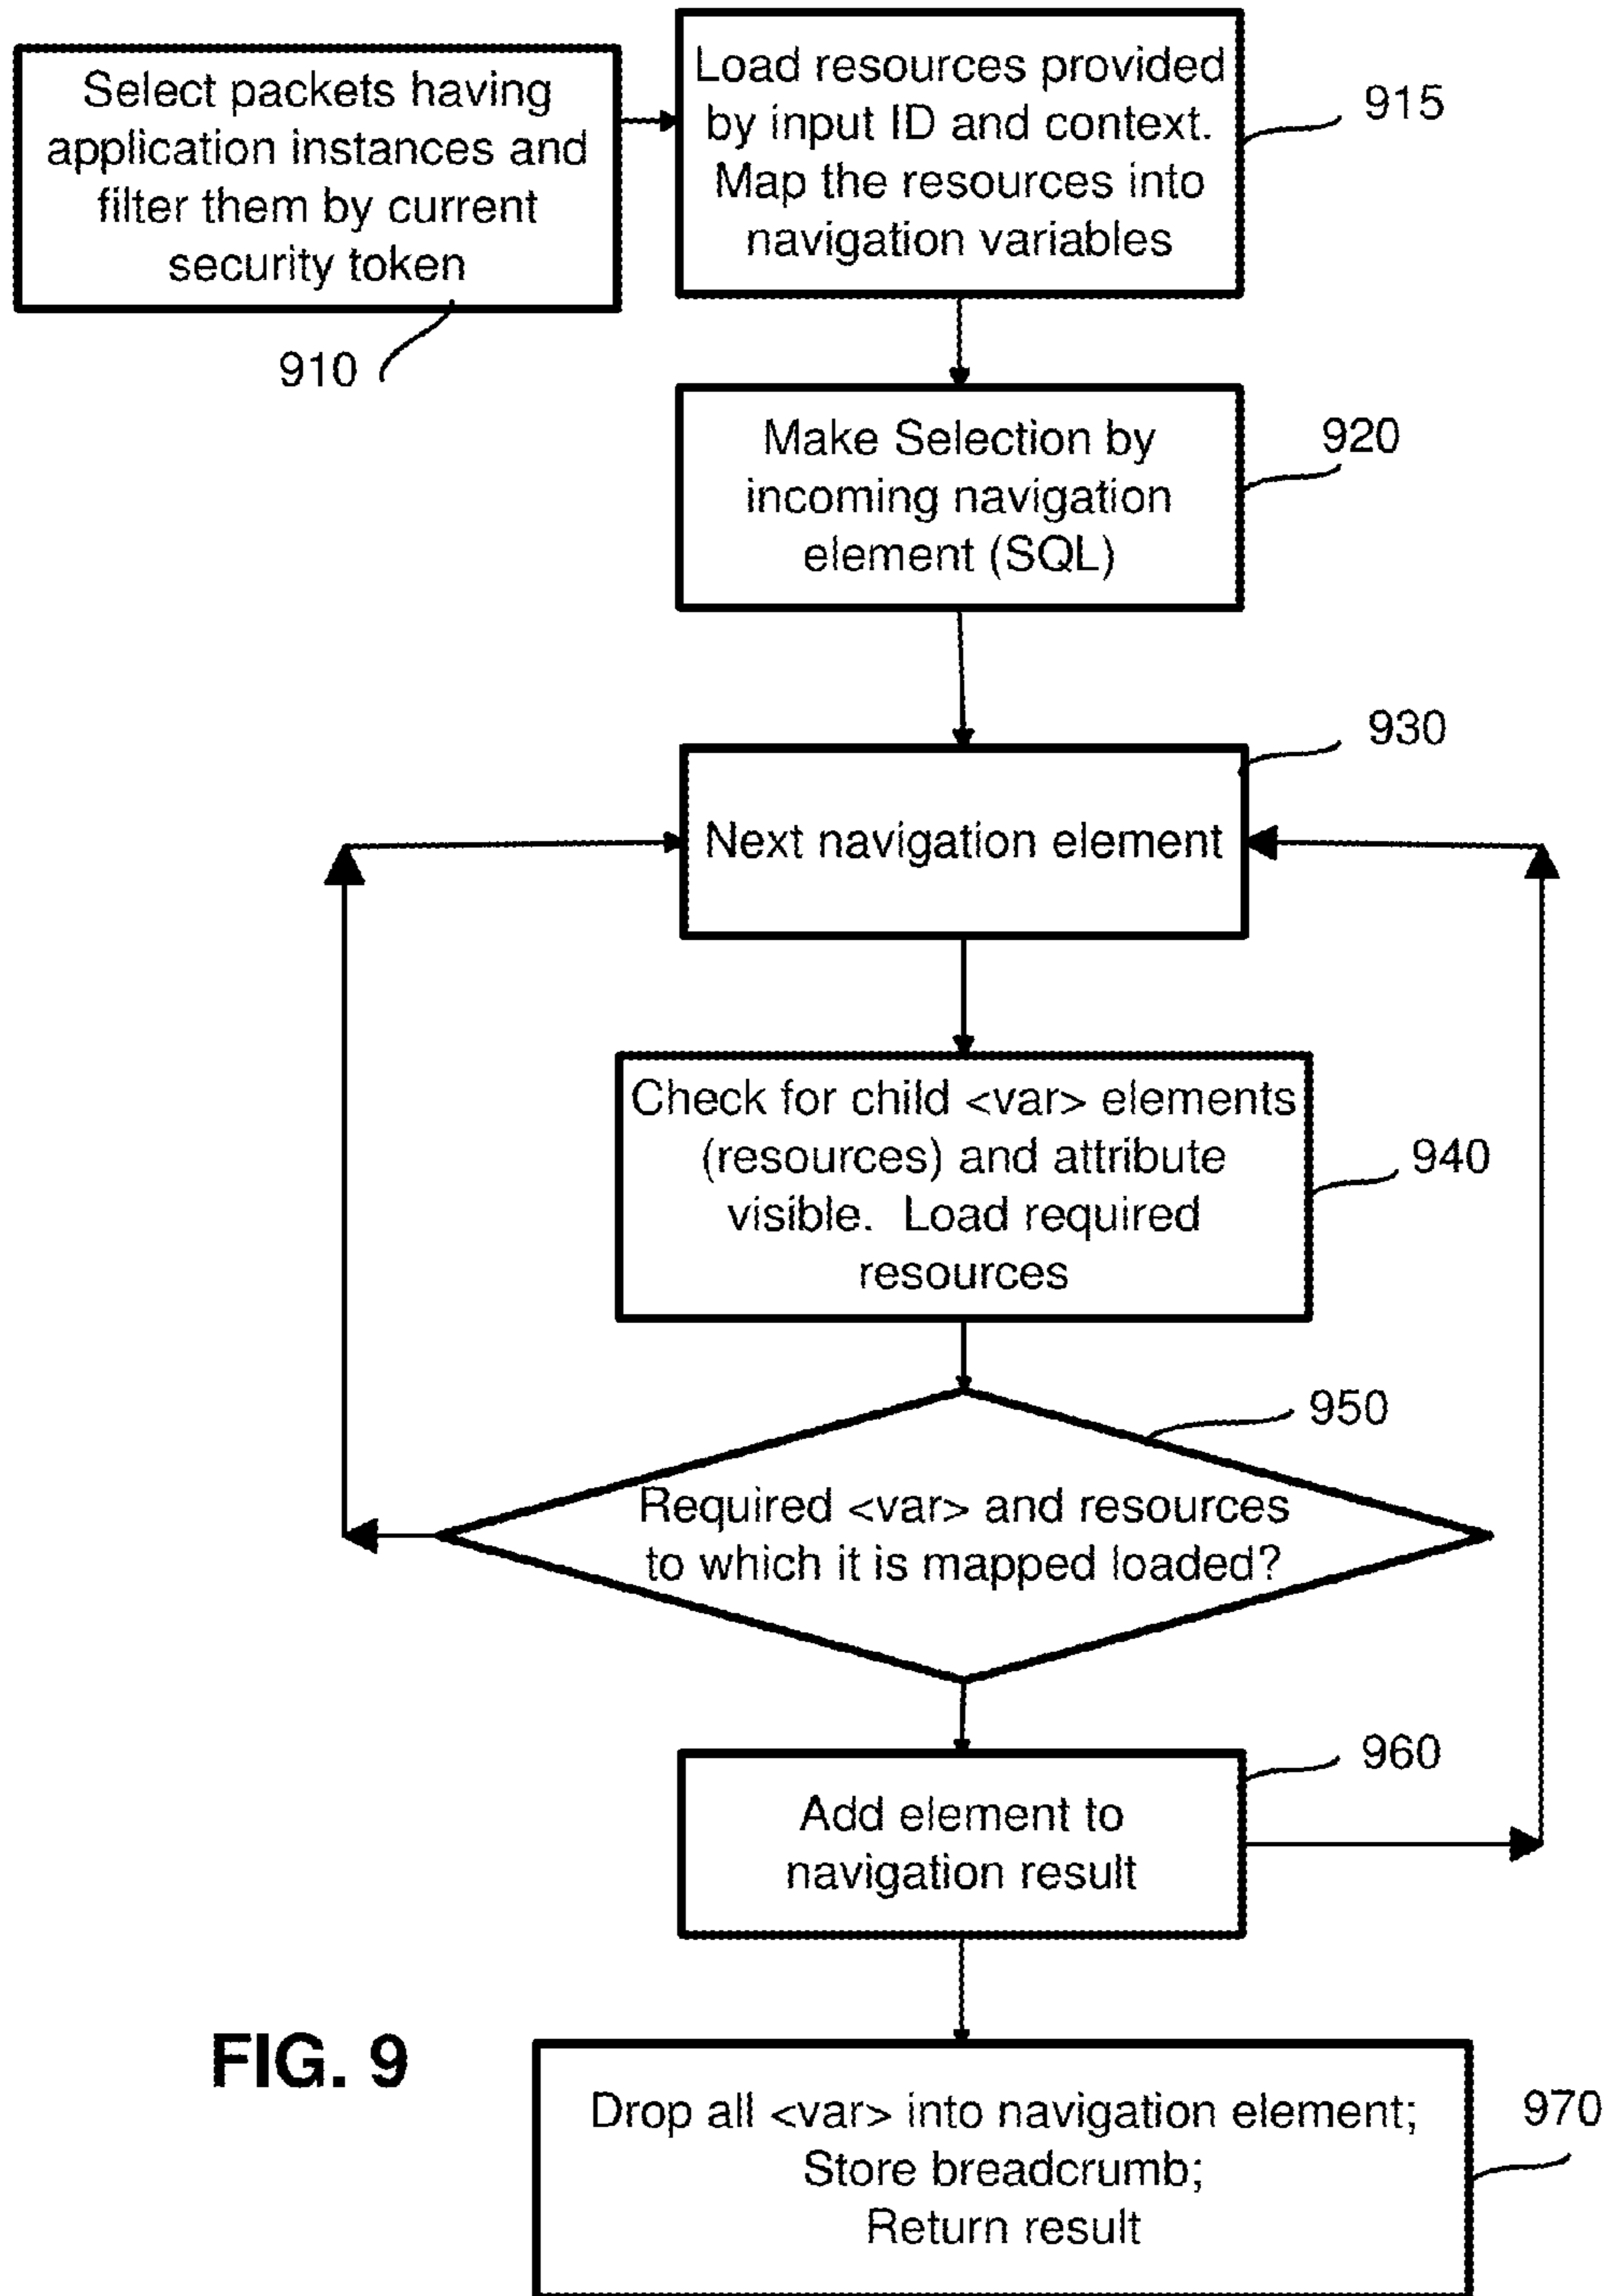 Select packets having
application instances and
filter them by current
security token
910
Load resources provided
by input ID and context.
Map the resources into
navigation variables
915
Make Selection by
incoming navigation
element (SQL)
920
Next navigation element
930
Check for child <var> elements
(resources) and attribute
visible. Load required
resources
940
Required <var> and resources
to which it is mapped loaded?
950
Add element to
navigation result
960
Drop all <var> into navigation element;
Store breadcrumb;
Return result
970
FIG. 9